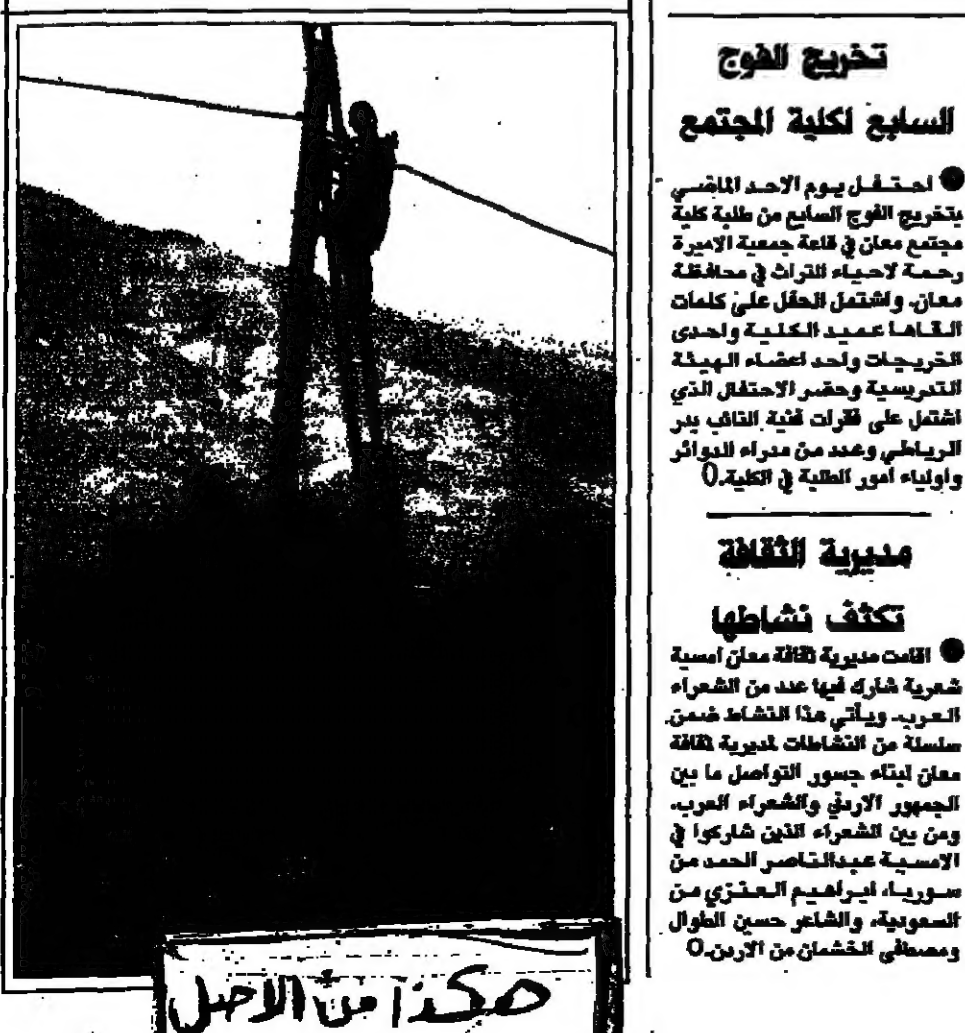 تخريج الفوج
السابع لكلية المجتمع
● احتفل يوم الاحد الماضي
بتخريج الفوج السابع من طلبة كلية
مجتمع معان في قاعة جمعية الاميرة
رحمة لاحياء التراث في محافظة
معان. واشتمل الحفل على كلمات
القاها عميد الكلية واحدى
الخريجات واحد اعضاء الهيئة
التدريسية وحضر الاحتفال الذي
اشتمل على فقرات فنية النائب بدر
الرياطي وعدد من مدراء الدوائر
وأولياء أمور الطلبة في الكلية.O
مديرية الثقافة
تكثف نشاطها
● اقامت مديرية ثقافة معان امسية
شعرية شارك فيها عدد من الشعراء
العرب. ويأتي هذا النشاط ضمن
سلسلة من النشاطات لمديرية ثقافة
معان لبناء جسور التواصل ما بين
الجمهور الاردني والشعراء العرب.
ومن بين الشعراء الذين شاركوا في
الامسية عبدالناصر الحمد من
سوريا، ابراهيم العنزي من
السعودية، والشاعر حسين الطوال
ومصطفى الخشمان من الاردن.O
هكذا من الاصل